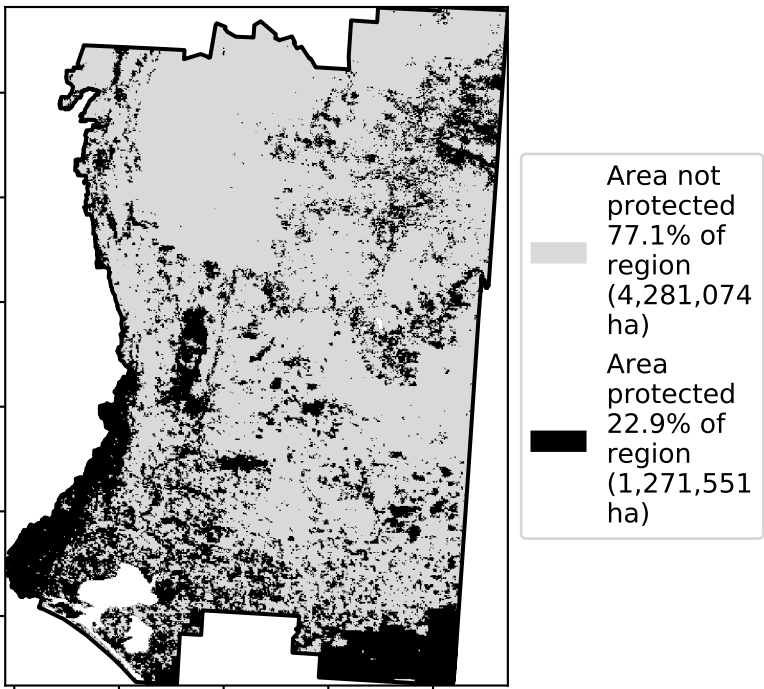 Area not
protected
77.1% of
region
(4,281,074
ha)
Area
protected
22.9% of
region
(1,271,551
ha)